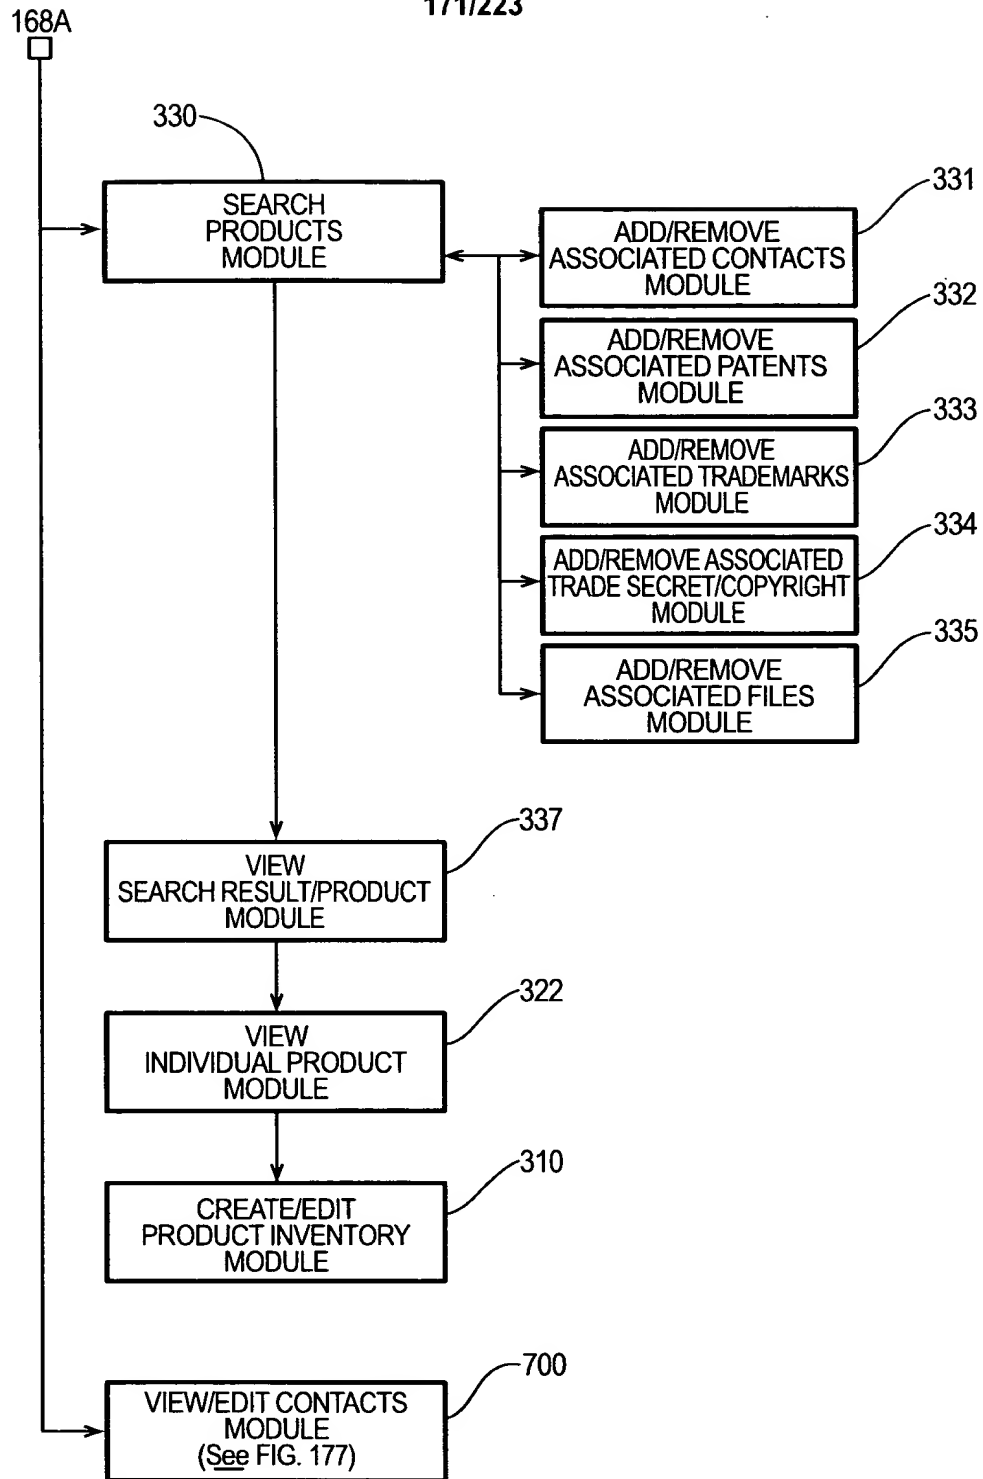 171/223
168A
330
SEARCH
PRODUCTS
MODULE
331
ADD/REMOVE
ASSOCIATED CONTACTS
MODULE
332
ADD/REMOVE
ASSOCIATED PATENTS
MODULE
333
ADD/REMOVE
ASSOCIATED TRADEMARKS
MODULE
334
ADD/REMOVE ASSOCIATED
TRADE SECRET/COPYRIGHT
MODULE
335
ADD/REMOVE
ASSOCIATED FILES
MODULE
337
VIEW
SEARCH RESULT/PRODUCT
MODULE
322
VIEW
INDIVIDUAL PRODUCT
MODULE
310
CREATE/EDIT
PRODUCT INVENTORY
MODULE
700
VIEW/EDIT CONTACTS
MODULE
(See FIG. 177)